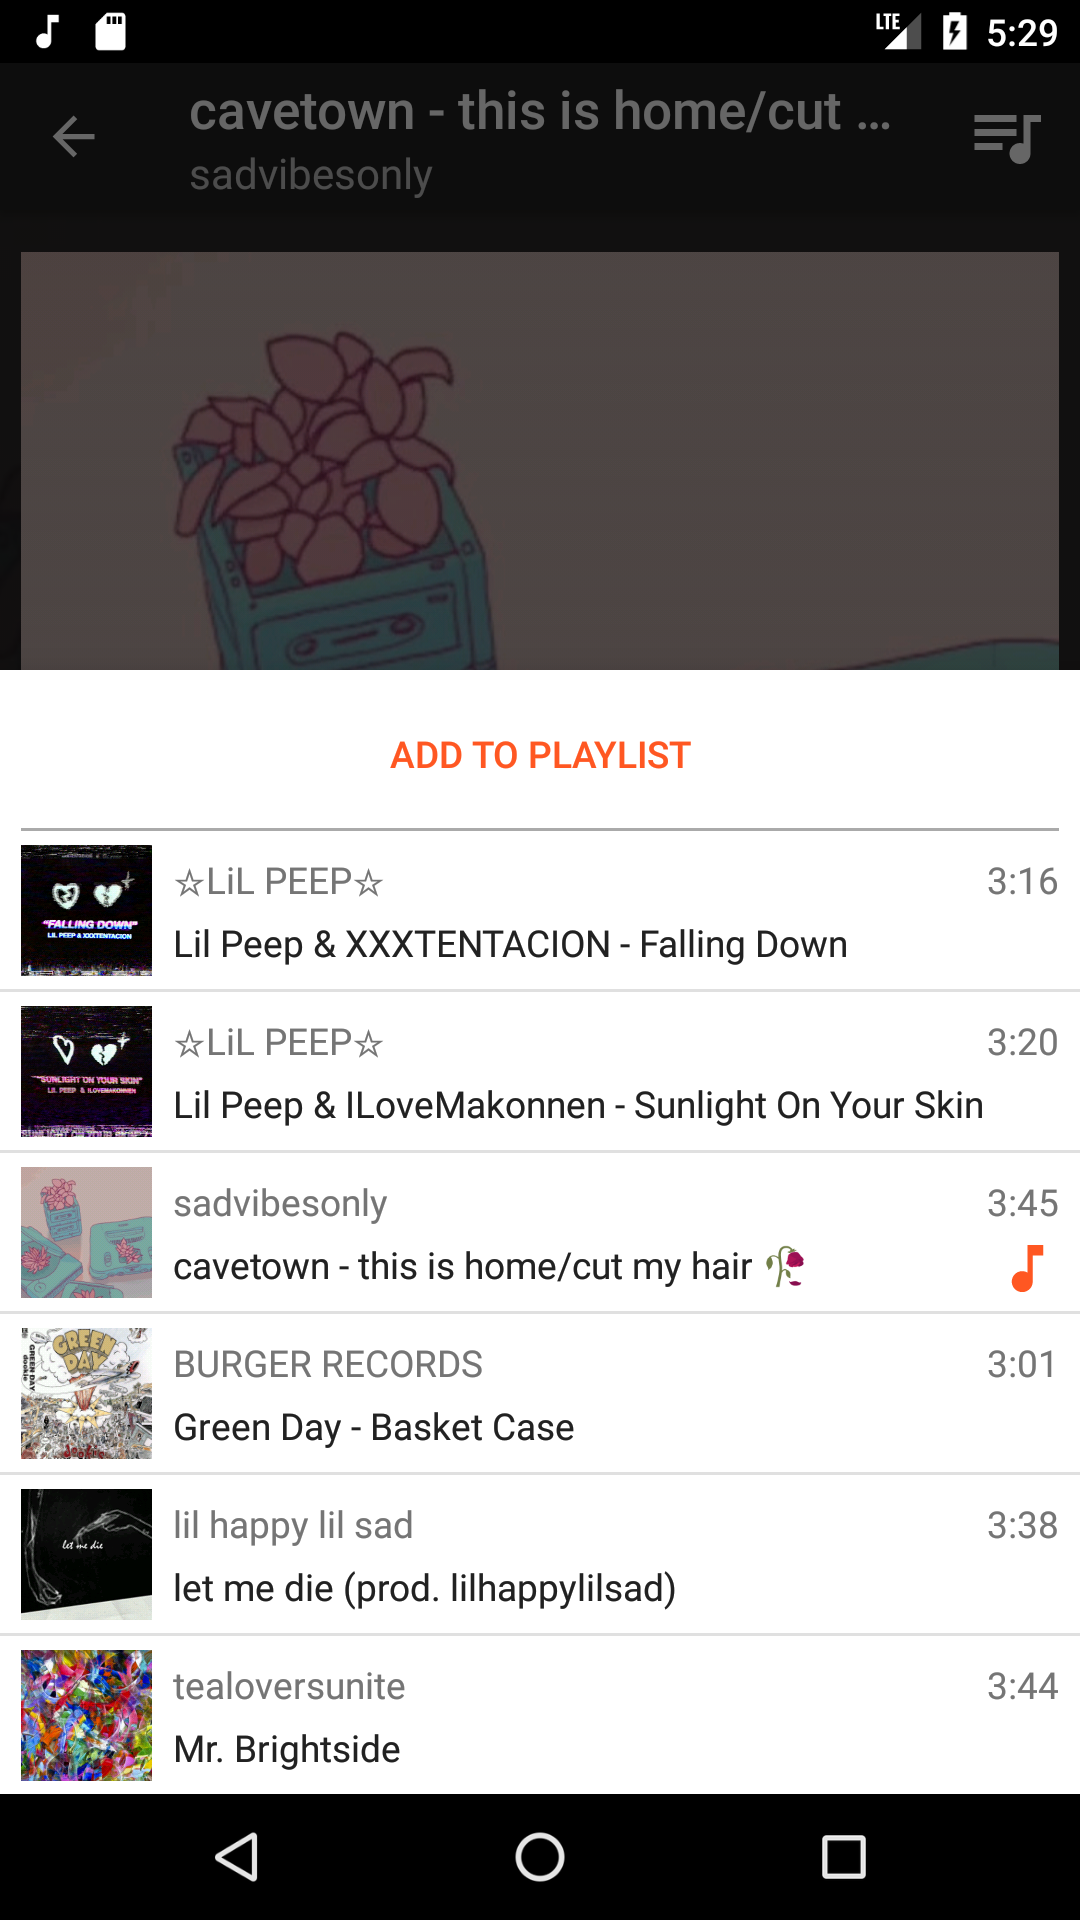 LTE 5:29
cavetown - this is home/cut ...
sadvibesonly
ADD TO PLAYLIST
"FALLING DOWN"
LIL PEEP & XXXTENTACION
☆LiL PEEP☆ 3:16
Lil Peep & XXXTENTACION - Falling Down
"SUNLIGHT ON YOUR SKIN"
LIL PEEP & ILOVEMAKONNEN
☆LiL PEEP☆ 3:20
Lil Peep & ILoveMakonnen - Sunlight On Your Skin
sadvibesonly 3:45
cavetown - this is home/cut my hair 🥀
GREEN DAY
GREEN DAY
dookie
BURGER RECORDS 3:01
Green Day - Basket Case
let me die
lil happy lil sad 3:38
let me die (prod. lilhappylilsad)
tealoversunite 3:44
Mr. Brightside